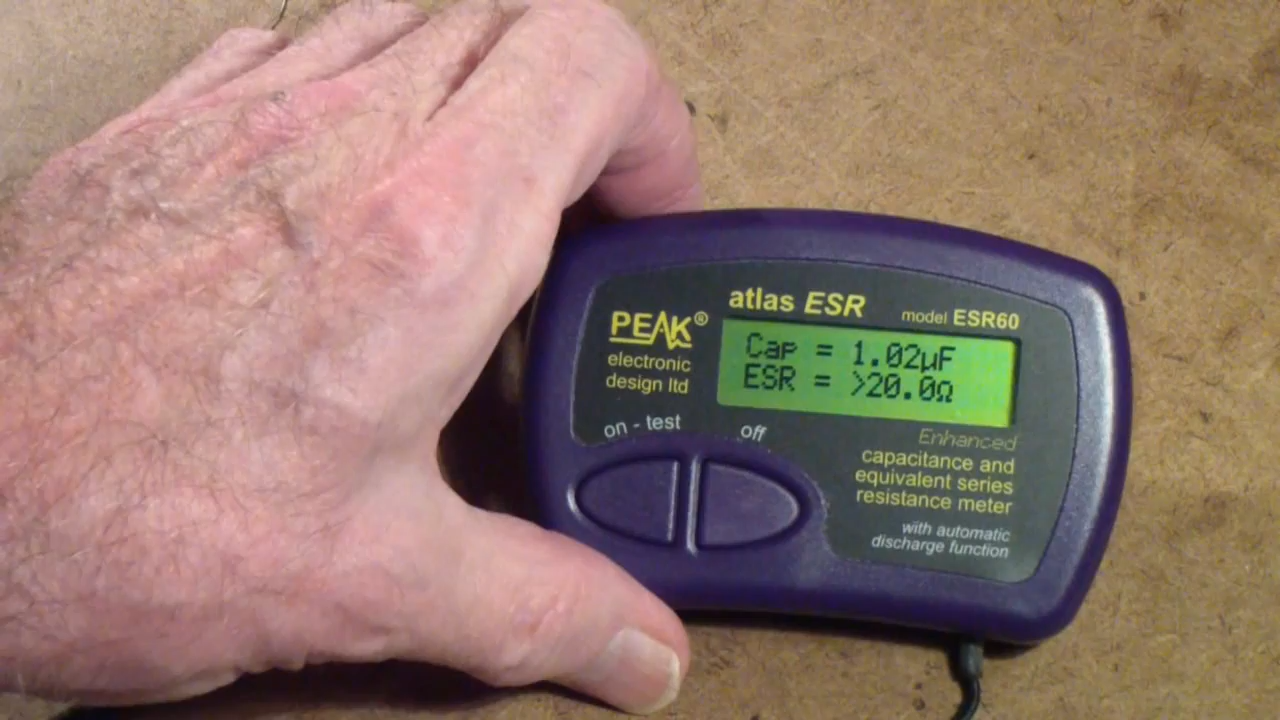 atlas ESR
model ESR60
PEAK®
electronic
design ltd
Cap = 1.02µF
ESR = >20.0Ω
on - test
off
Enhanced
capacitance and
equivalent series
resistance meter
with automatic
discharge function